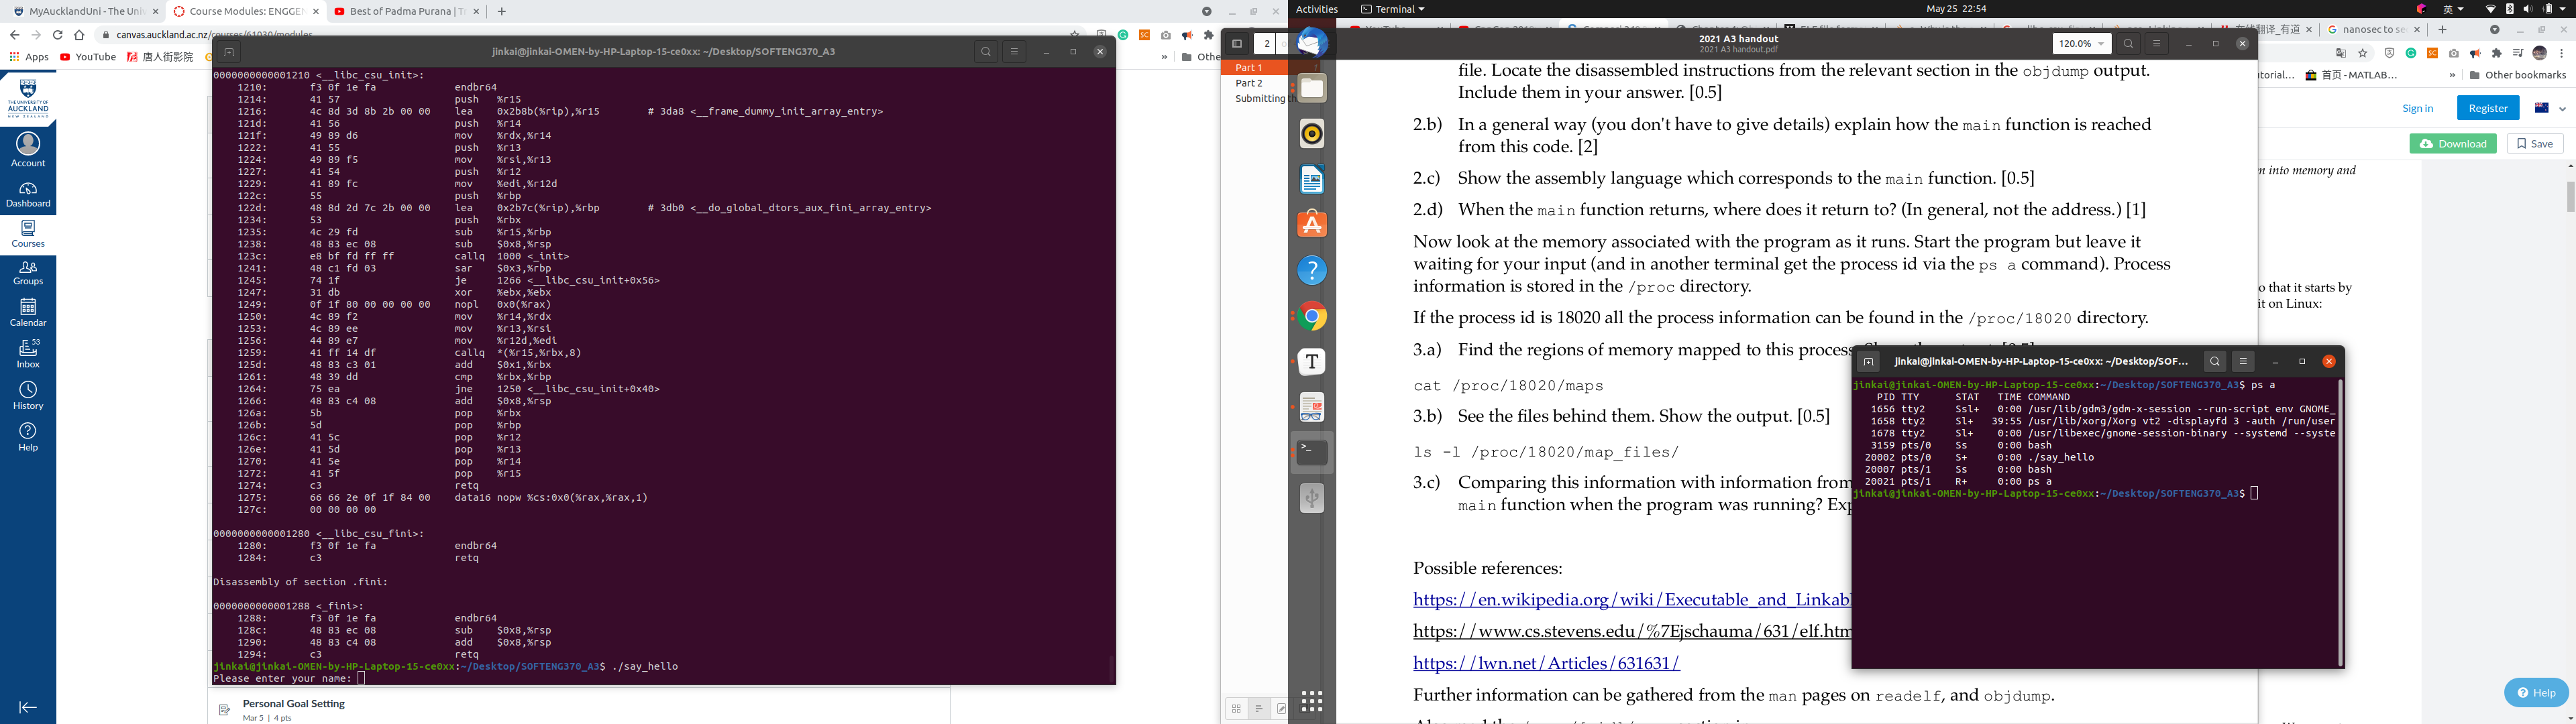 MyAucklandUni - The Univ
Course Modules: ENGGEN
Best of Padma Purana | T
canvas.auckland.ac.nz/courses/61030/modules
Apps
YouTube
唐人街影院
Othe
THE UNIVERSITY OF
AUCKLAND
NEW ZEALAND
Account
Dashboard
Courses
Groups
Calendar
53
Inbox
History
Help
jinkai@jinkai-OMEN-by-HP-Laptop-15-ce0xx: ~/Desktop/SOFTENG370_A3
0000000000001210 <__libc_csu_init>:
1210: f3 0f 1e fa endbr64
1214: 41 57 push %r15
1216: 4c 8d 3d 8b 2b 00 00 lea 0x2b8b(%rip),%r15 # 3da8 <__frame_dummy_init_array_entry>
121d: 41 56 push %r14
121f: 49 89 d6 mov %rdx,%r14
1222: 41 55 push %r13
1224: 49 89 f5 mov %rsi,%r13
1227: 41 54 push %r12
1229: 41 89 fc mov %edi,%r12d
122c: 55 push %rbp
122d: 48 8d 2d 7c 2b 00 00 lea 0x2b7c(%rip),%rbp # 3db0 <__do_global_dtors_aux_fini_array_entry>
1234: 53 push %rbx
1235: 4c 29 fd sub %r15,%rbp
1238: 48 83 ec 08 sub $0x8,%rsp
123c: e8 bf fd ff ff callq 1000 <_init>
1241: 48 c1 fd 03 sar $0x3,%rbp
1245: 74 1f je 1266 <__libc_csu_init+0x56>
1247: 31 db xor %ebx,%ebx
1249: 0f 1f 80 00 00 00 00 nopl 0x0(%rax)
1250: 4c 89 f2 mov %r14,%rdx
1253: 4c 89 ee mov %r13,%rsi
1256: 44 89 e7 mov %r12d,%edi
1259: 41 ff 14 df callq *(%r15,%rbx,8)
125d: 48 83 c3 01 add $0x1,%rbx
1261: 48 39 dd cmp %rbx,%rbp
1264: 75 ea jne 1250 <__libc_csu_init+0x40>
1266: 48 83 c4 08 add $0x8,%rsp
126a: 5b pop %rbx
126b: 5d pop %rbp
126c: 41 5c pop %r12
126e: 41 5d pop %r13
1270: 41 5e pop %r14
1272: 41 5f pop %r15
1274: c3 retq
1275: 66 66 2e 0f 1f 84 00 data16 nopw %cs:0x0(%rax,%rax,1)
127c: 00 00 00 00
0000000000001280 <__libc_csu_fini>:
1280: f3 0f 1e fa endbr64
1284: c3 retq
Disassembly of section .fini:
0000000000001288 <_fini>:
1288: f3 0f 1e fa endbr64
128c: 48 83 ec 08 sub $0x8,%rsp
1290: 48 83 c4 08 add $0x8,%rsp
1294: c3 retq
jinkai@jinkai-OMEN-by-HP-Laptop-15-ce0xx:~/Desktop/SOFTENG370_A3$ ./say_hello
Please enter your name:
Personal Goal Setting
Mar 5 | 4 pts
Activities
Terminal
May 25 22:54
英
在线翻译_有道
nanosec to se
2
2021 A3 handout
2021 A3 handout.pdf
120.0%
Part 1
Part 2
Submitting th
file. Locate the disassembled instructions from the relevant section in the objdump output.
Include them in your answer. [0.5]
2.b) In a general way (you don't have to give details) explain how the main function is reached
from this code. [2]
2.c) Show the assembly language which corresponds to the main function. [0.5]
2.d) When the main function returns, where does it return to? (In general, not the address.) [1]
Now look at the memory associated with the program as it runs. Start the program but leave it
waiting for your input (and in another terminal get the process id via the ps a command). Process
information is stored in the /proc directory.
If the process id is 18020 all the process information can be found in the /proc/18020 directory.
3.a) Find the regions of memory mapped to this process.
cat /proc/18020/maps
3.b) See the files behind them. Show the output. [0.5]
ls -l /proc/18020/map_files/
3.c) Comparing this information with information from
main function when the program was running? Exp
Possible references:
https://en.wikipedia.org/wiki/Executable_and_Linkabl
https://www.cs.stevens.edu/%7Ejschauma/631/elf.htm
https://lwn.net/Articles/631631/
Further information can be gathered from the man pages on readelf, and objdump.
jinkai@jinkai-OMEN-by-HP-Laptop-15-ce0xx: ~/Desktop/SOF...
jinkai@jinkai-OMEN-by-HP-Laptop-15-ce0xx:~/Desktop/SOFTENG370_A3$ ps a
PID TTY STAT TIME COMMAND
1656 tty2 Ssl+ 0:00 /usr/lib/gdm3/gdm-x-session --run-script env GNOME_
1658 tty2 Sl+ 39:55 /usr/lib/xorg/Xorg vt2 -displayfd 3 -auth /run/user
1678 tty2 Sl+ 0:00 /usr/libexec/gnome-session-binary --systemd --syste
3159 pts/0 Ss 0:00 bash
20002 pts/0 S+ 0:00 ./say_hello
20007 pts/1 Ss 0:00 bash
20021 pts/1 R+ 0:00 ps a
jinkai@jinkai-OMEN-by-HP-Laptop-15-ce0xx:~/Desktop/SOFTENG370_A3$
torial...
首页 - MATLAB...
Other bookmarks
Sign in
Register
Download
Save
n into memory and
o that it starts by
it on Linux:
Help